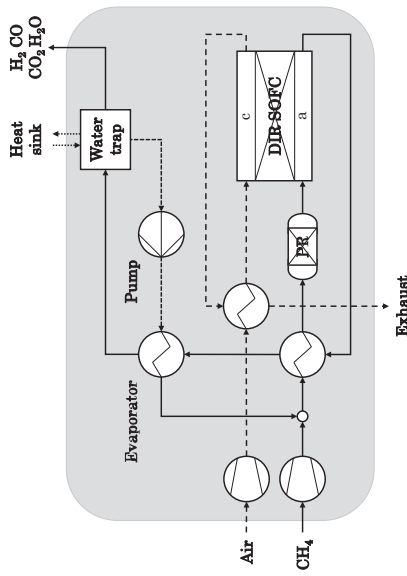 H₂ CO
CO₂ H₂O
Heat
sink
Water
trap
Pump
Evaporator
c
DIR SOFC
a
PR
Exhaust
Air
CH₄